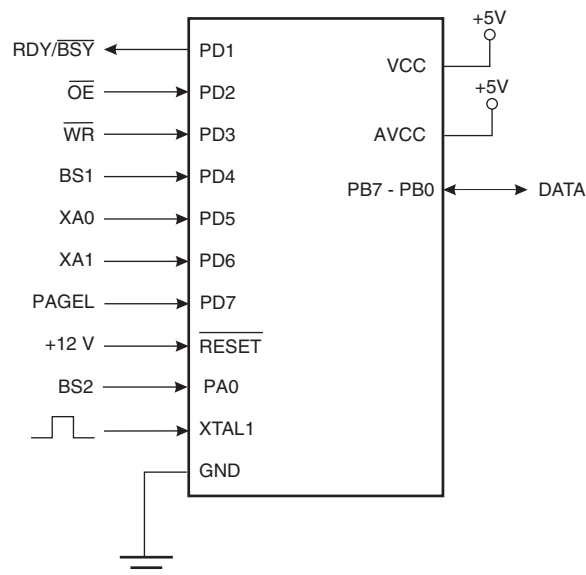 RDY/BSY PD1
OE PD2
WR PD3
BS1 PD4
XA0 PD5
XA1 PD6
PAGEL PD7
+12 V RESET
BS2 PA0
XTAL1
GND
+5V
VCC
+5V
AVCC
PB7 - PB0 DATA